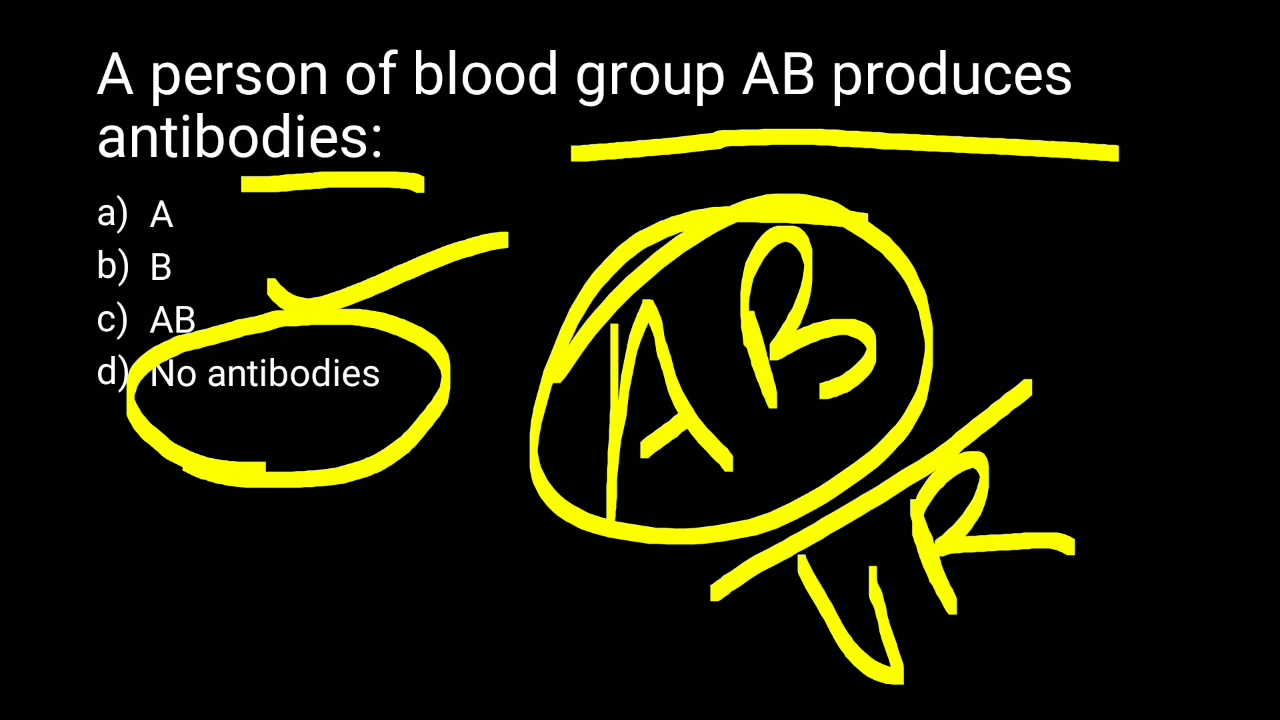 A person of blood group AB produces
antibodies:
a) A
b) B
c) AB
d) No antibodies
AB
UR